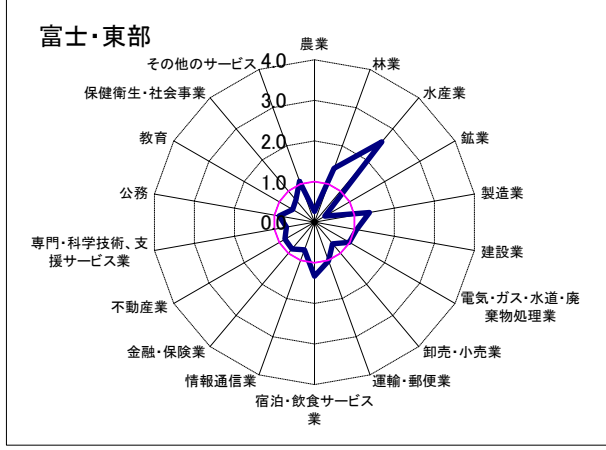 富士・東部
農業
林業
水産業
鉱業
製造業
建設業
電気・ガス・水道・廃
棄物処理業
卸売・小売業
運輸・郵便業
宿泊・飲食サービス
業
情報通信業
金融・保険業
不動産業
専門・科学技術、支
援サービス業
公務
教育
保健衛生・社会事業
その他のサービス
4.0
3.0
2.0
1.0
0.0